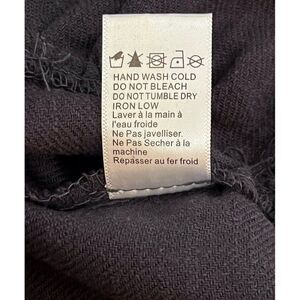 HAND WASH COLD
DO NOT BLEACH
DO NOT TUMBLE DRY
IRON LOW
Laver à la main à
l'eau froide
Ne Pas javelliser.
Ne Pas Secher à la
machine
Repasser au fer froid